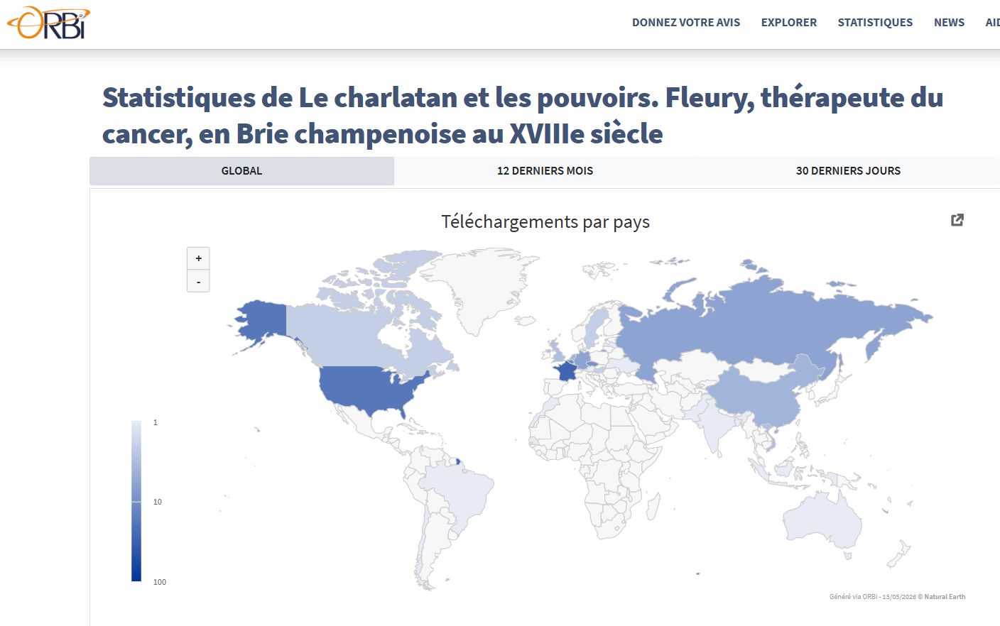 ORBi
DONNEZ VOTRE AVIS EXPLORER STATISTIQUES NEWS AID
Statistiques de Le charlatan et les pouvoirs. Fleury, thérapeute du
cancer, en Brie champenoise au XVIIIe siècle
GLOBAL 12 DERNIERS MOIS 30 DERNIERS JOURS
Téléchargements par pays
+
-
1
10
100
Généré via ORBi - 15/05/2026 © Natural Earth